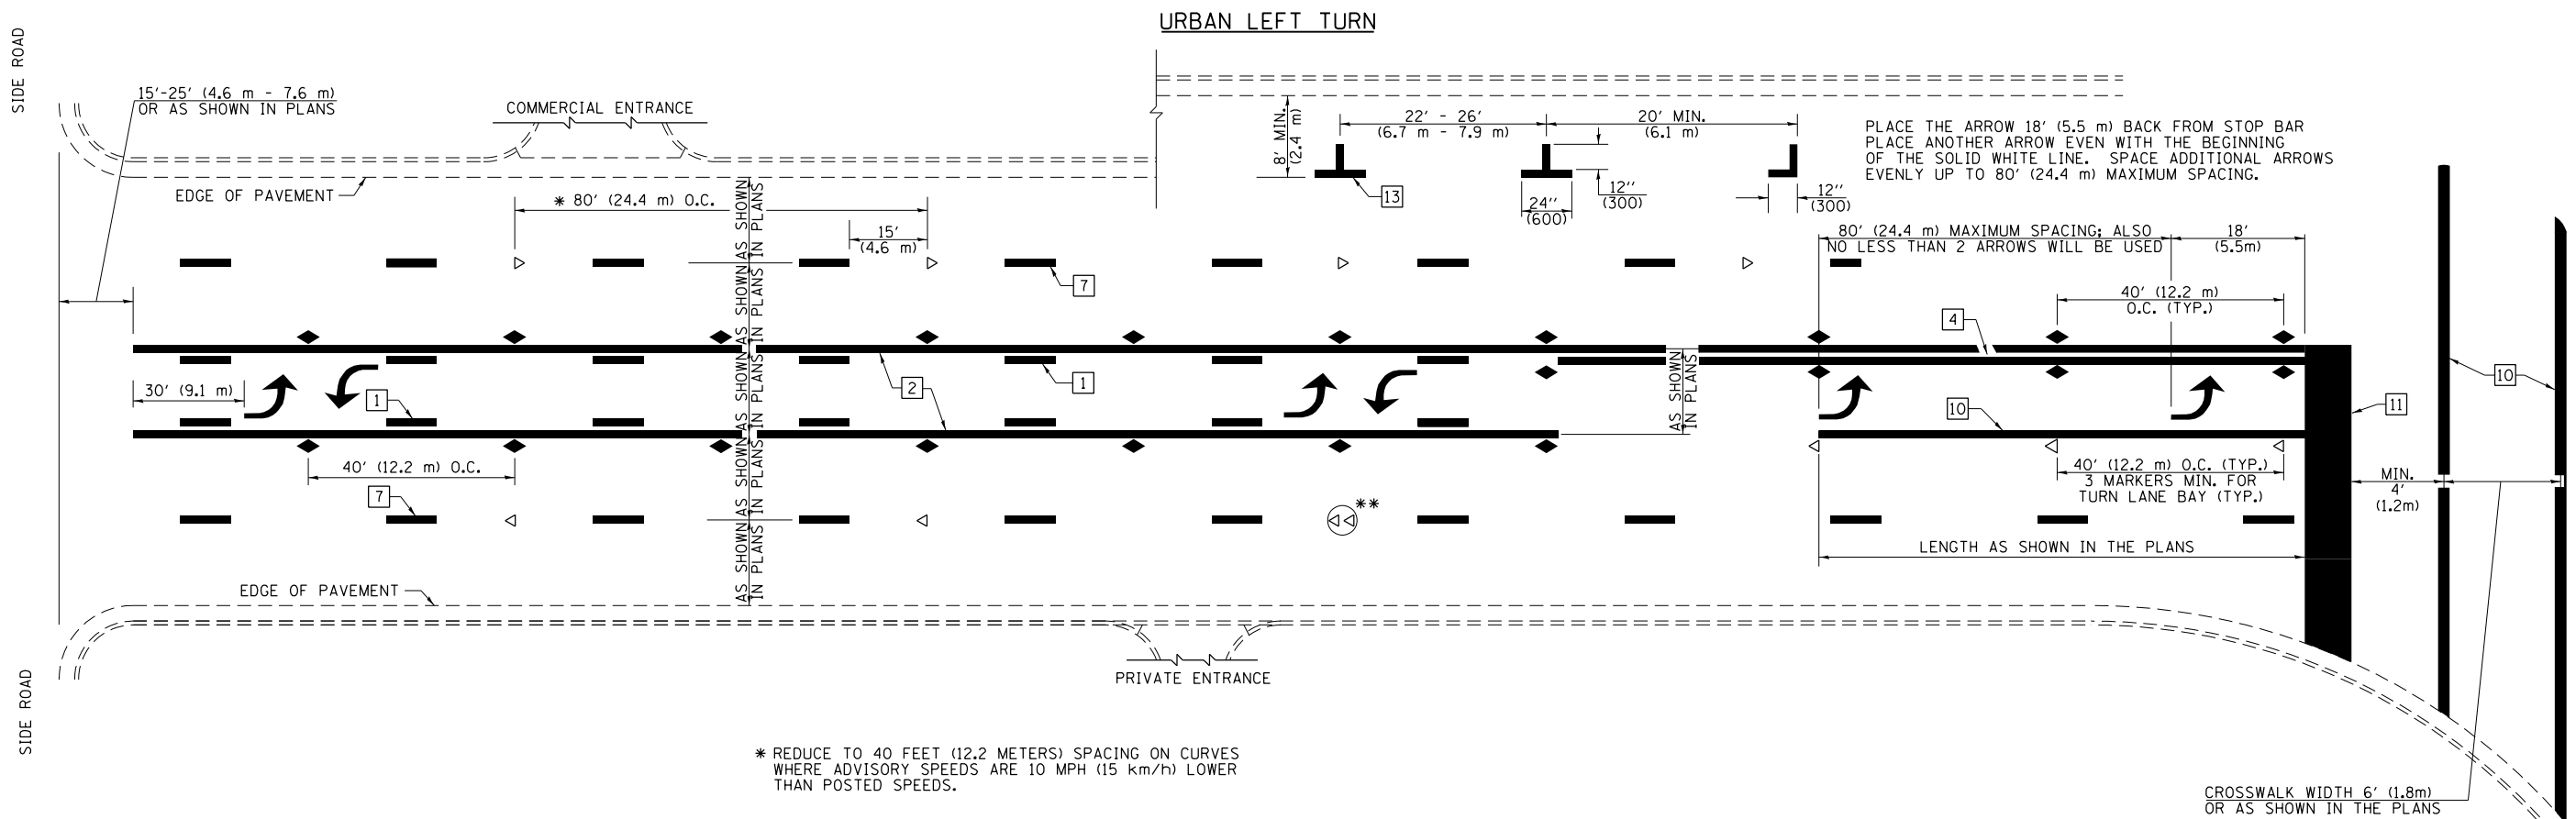 URBAN LEFT TURN
SIDE ROAD
15'-25' (4.6 m - 7.6 m)
OR AS SHOWN IN PLANS
COMMERCIAL ENTRANCE
EDGE OF PAVEMENT
* 80' (24.4 m) O.C.
15'
(4.6 m)
8' MIN.
(2.4 m)
22' - 26'
(6.7 m - 7.9 m)
20' MIN.
(6.1 m)
13
24''
(600)
12''
(300)
12''
(300)
PLACE THE ARROW 18' (5.5 m) BACK FROM STOP BAR
PLACE ANOTHER ARROW EVEN WITH THE BEGINNING
OF THE SOLID WHITE LINE. SPACE ADDITIONAL ARROWS
EVENLY UP TO 80' (24.4 m) MAXIMUM SPACING.
80' (24.4 m) MAXIMUM SPACING; ALSO
NO LESS THAN 2 ARROWS WILL BE USED
18'
(5.5m)
7
40' (12.2 m)
O.C. (TYP.)
4
AS SHOWN
IN PLANS
AS SHOWN
IN PLANS
AS SHOWN
IN PLANS
AS SHOWN
IN PLANS
AS SHOWN
IN PLANS
30' (9.1 m)
1
2
1
AS SHOWN
IN PLANS
10
11
10
40' (12.2 m) O.C.
7
**
40' (12.2 m) O.C. (TYP.)
3 MARKERS MIN. FOR
TURN LANE BAY (TYP.)
MIN.
4'
(1.2m)
LENGTH AS SHOWN IN THE PLANS
EDGE OF PAVEMENT
SIDE ROAD
PRIVATE ENTRANCE
* REDUCE TO 40 FEET (12.2 METERS) SPACING ON CURVES
WHERE ADVISORY SPEEDS ARE 10 MPH (15 km/h) LOWER
THAN POSTED SPEEDS.
CROSSWALK WIDTH 6' (1.8m)
OR AS SHOWN IN THE PLANS